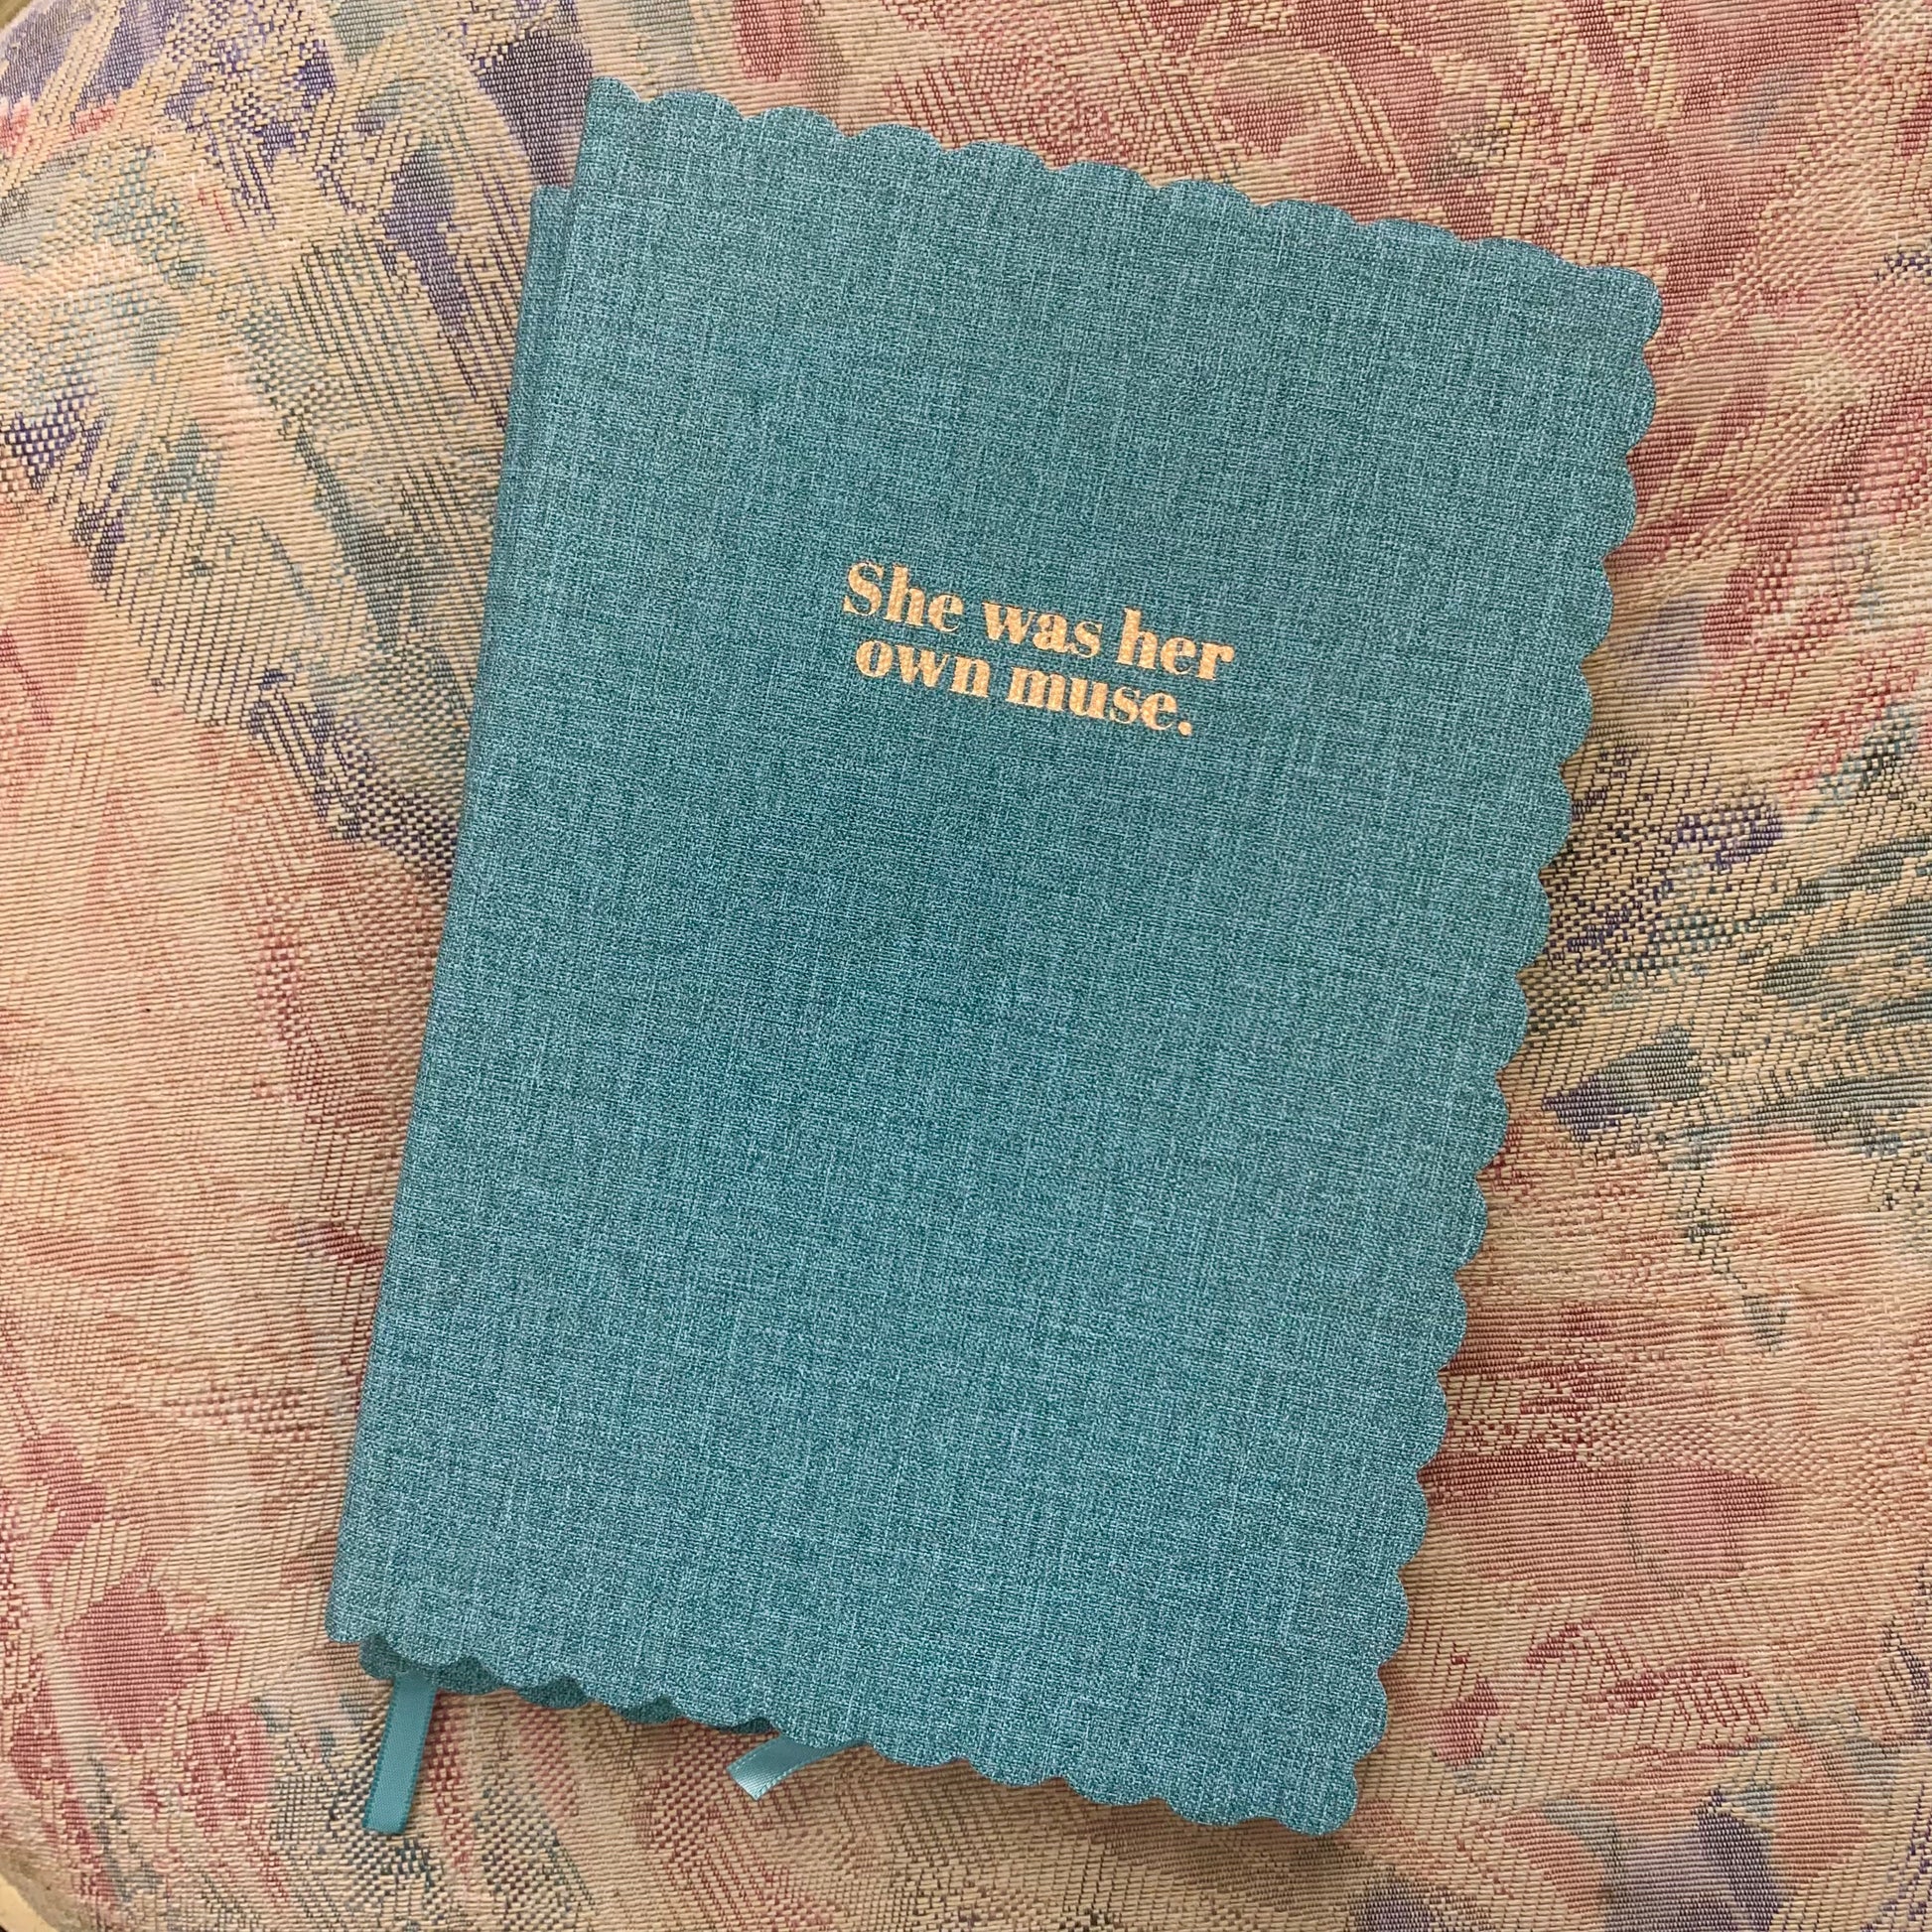 She was her
own muse.